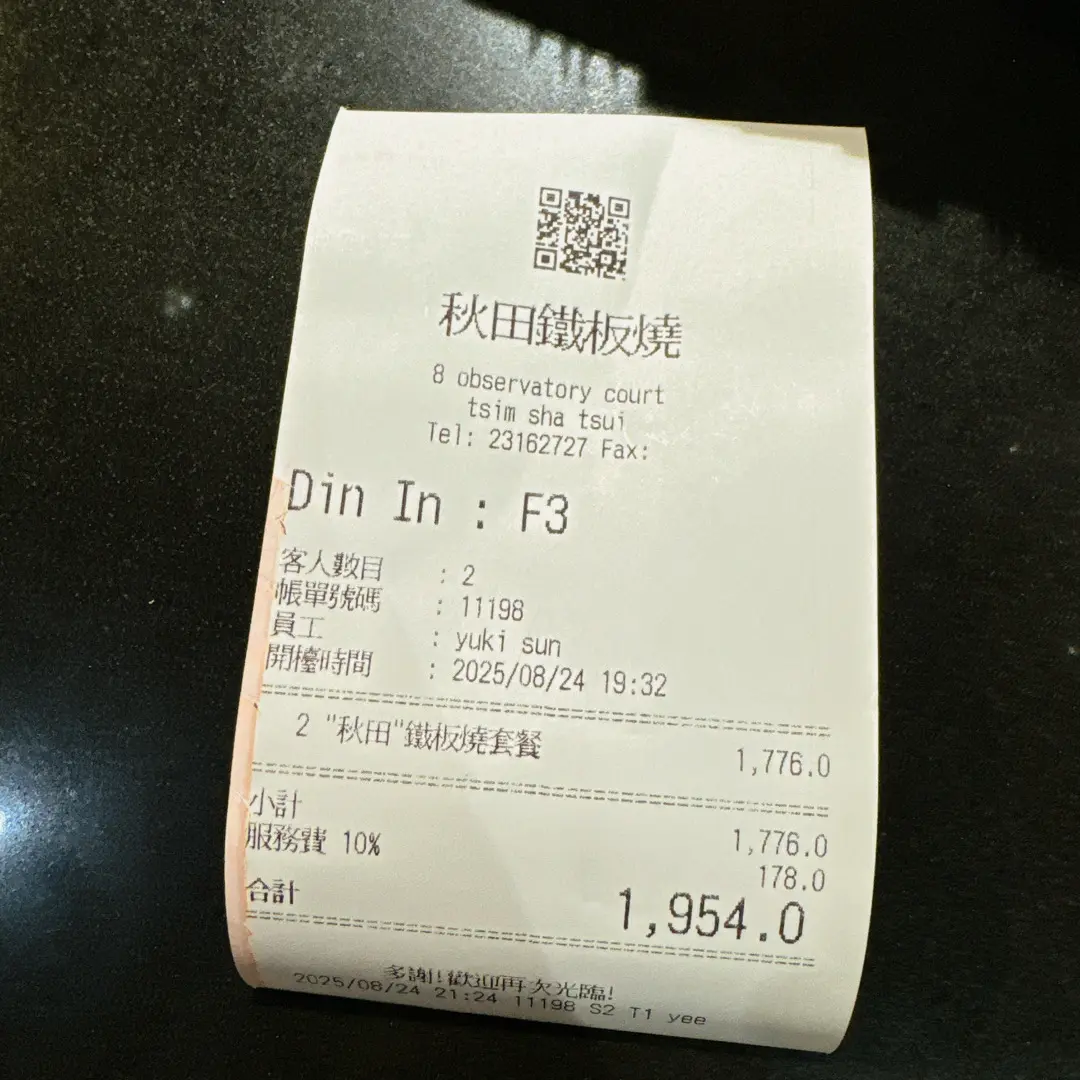 秋田鐵板燒
8 observatory court
tsim sha tsui
Tel: 23162727 Fax:
Din In : F3
客人數目 : 2
帳單號碼 : 11198
員工 : yuki sun
開檯時間 : 2025/08/24 19:32
2 "秋田"鐵板燒套餐 1,776.0
小計 1,776.0
服務費 10% 178.0
合計 1,954.0
多謝!歡迎再次光臨!
2025/08/24 21:24 11198 S2 T1 yee